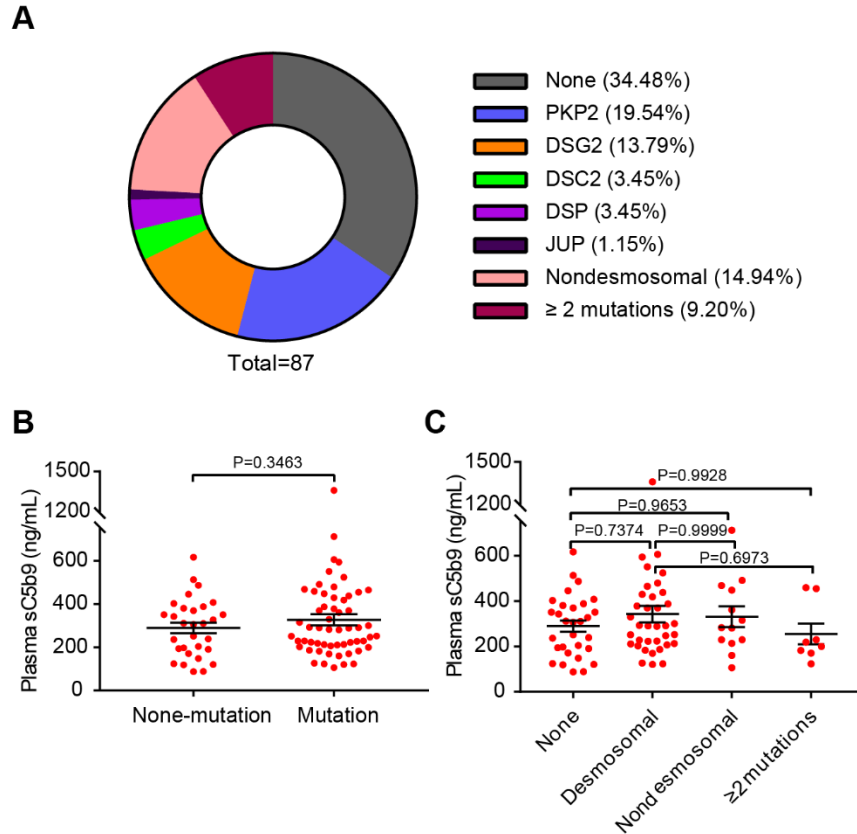 A
None (34.48%)
PKP2 (19.54%)
DSG2 (13.79%)
DSC2 (3.45%)
DSP (3.45%)
JUP (1.15%)
Nondesmosomal (14.94%)
≥ 2 mutations (9.20%)
Total=87
B
P=0.3463
Plasma sC5b9 (ng/mL)
1500
1200
600
400
200
0
None-mutation
Mutation
C
P=0.9928
P=0.9653
P=0.7374
P=0.9999
P=0.6973
Plasma sC5b9 (ng/mL)
1500
1200
600
400
200
0
None
Desmosomal
Nond esmosomal
≥2 mutations